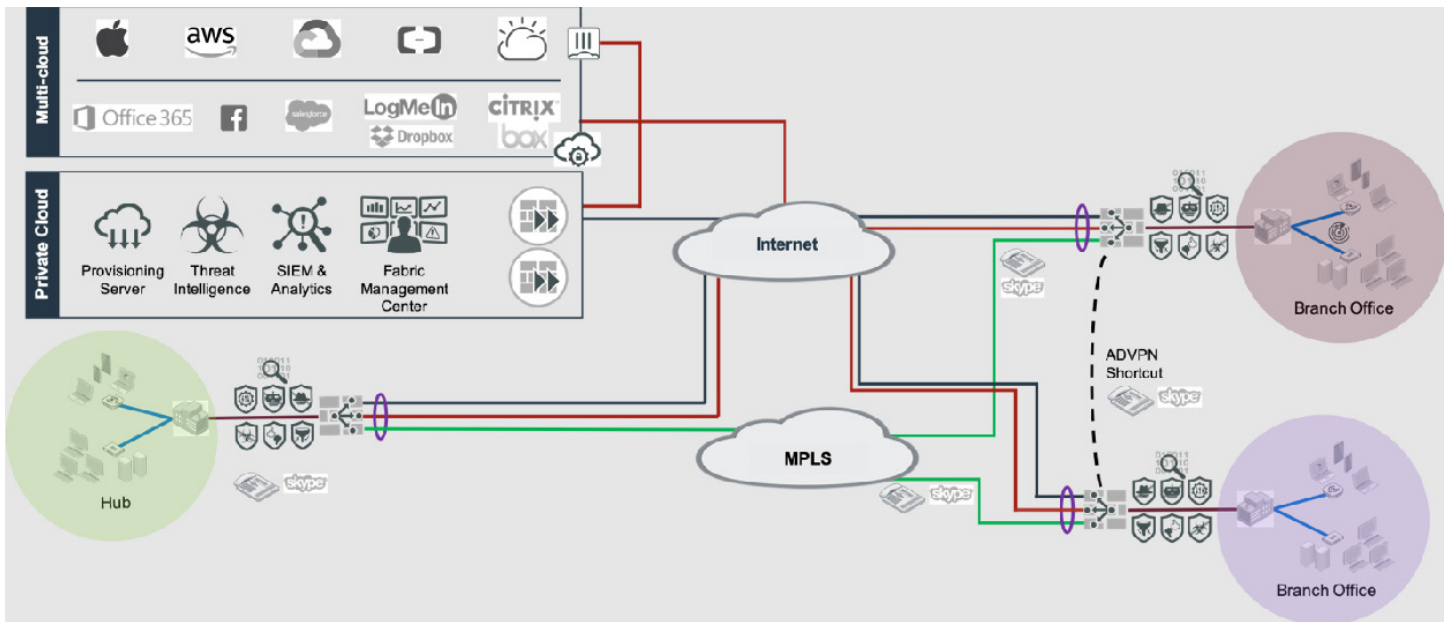 Multi-cloud
aws
Office 365
f
salesforce
LogMeIn
Dropbox
CITRIX
box
a
Private Cloud
Provisioning
Server
Threat
Intelligence
SIEM &
Analytics
Fabric
Management
Center
Internet
MPLS
Hub
skype
skype
skype
ADVPN
Shortcut
skype
Branch Office
Branch Office